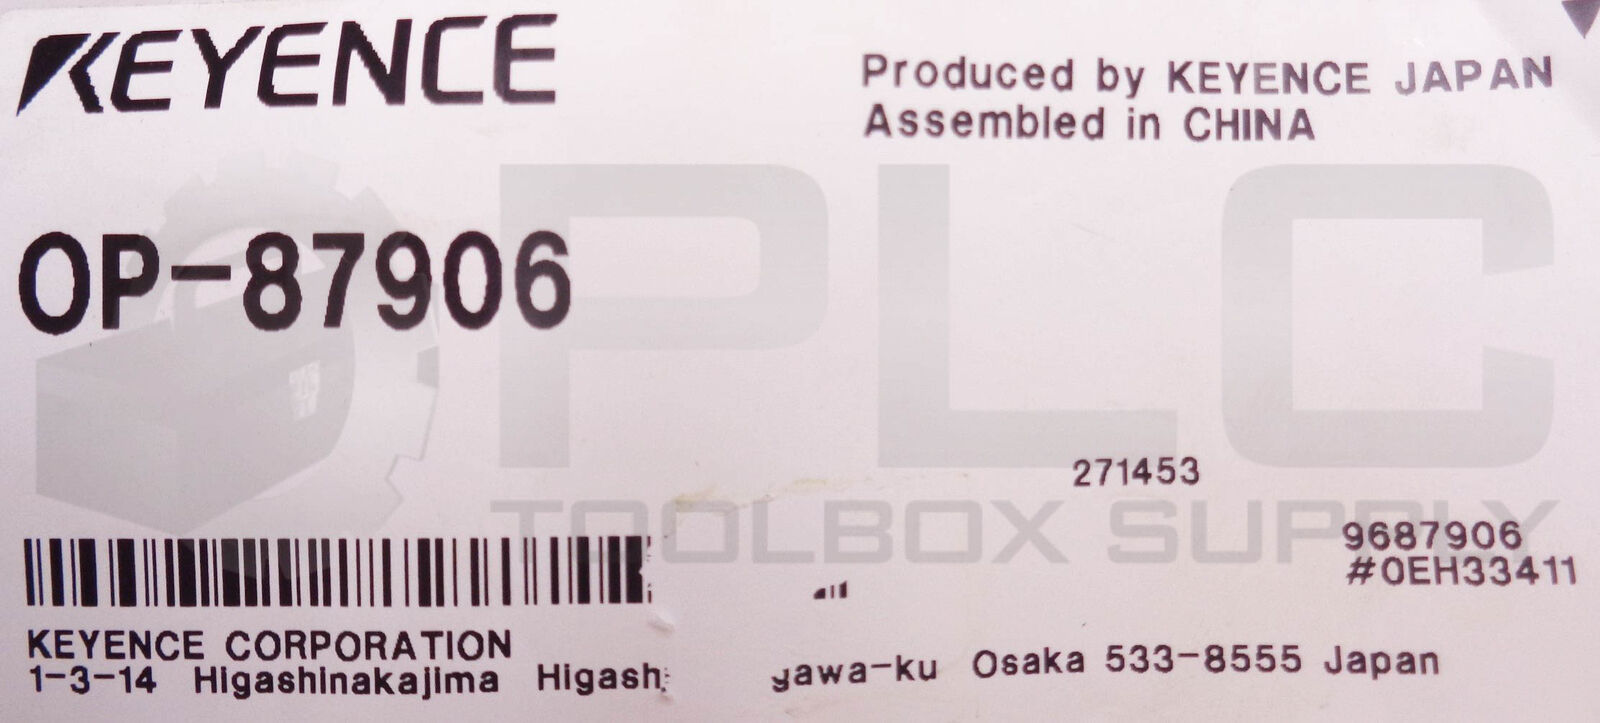 KEYENCE
Produced by KEYENCE JAPAN
Assembled in CHINA
OP-87906
PLC
TOOLBOX SUPPLY
271453
9687906
#0EH33411
KEYENCE CORPORATION
1-3-14 Higashinakajima Osaka 533-8555 Japan